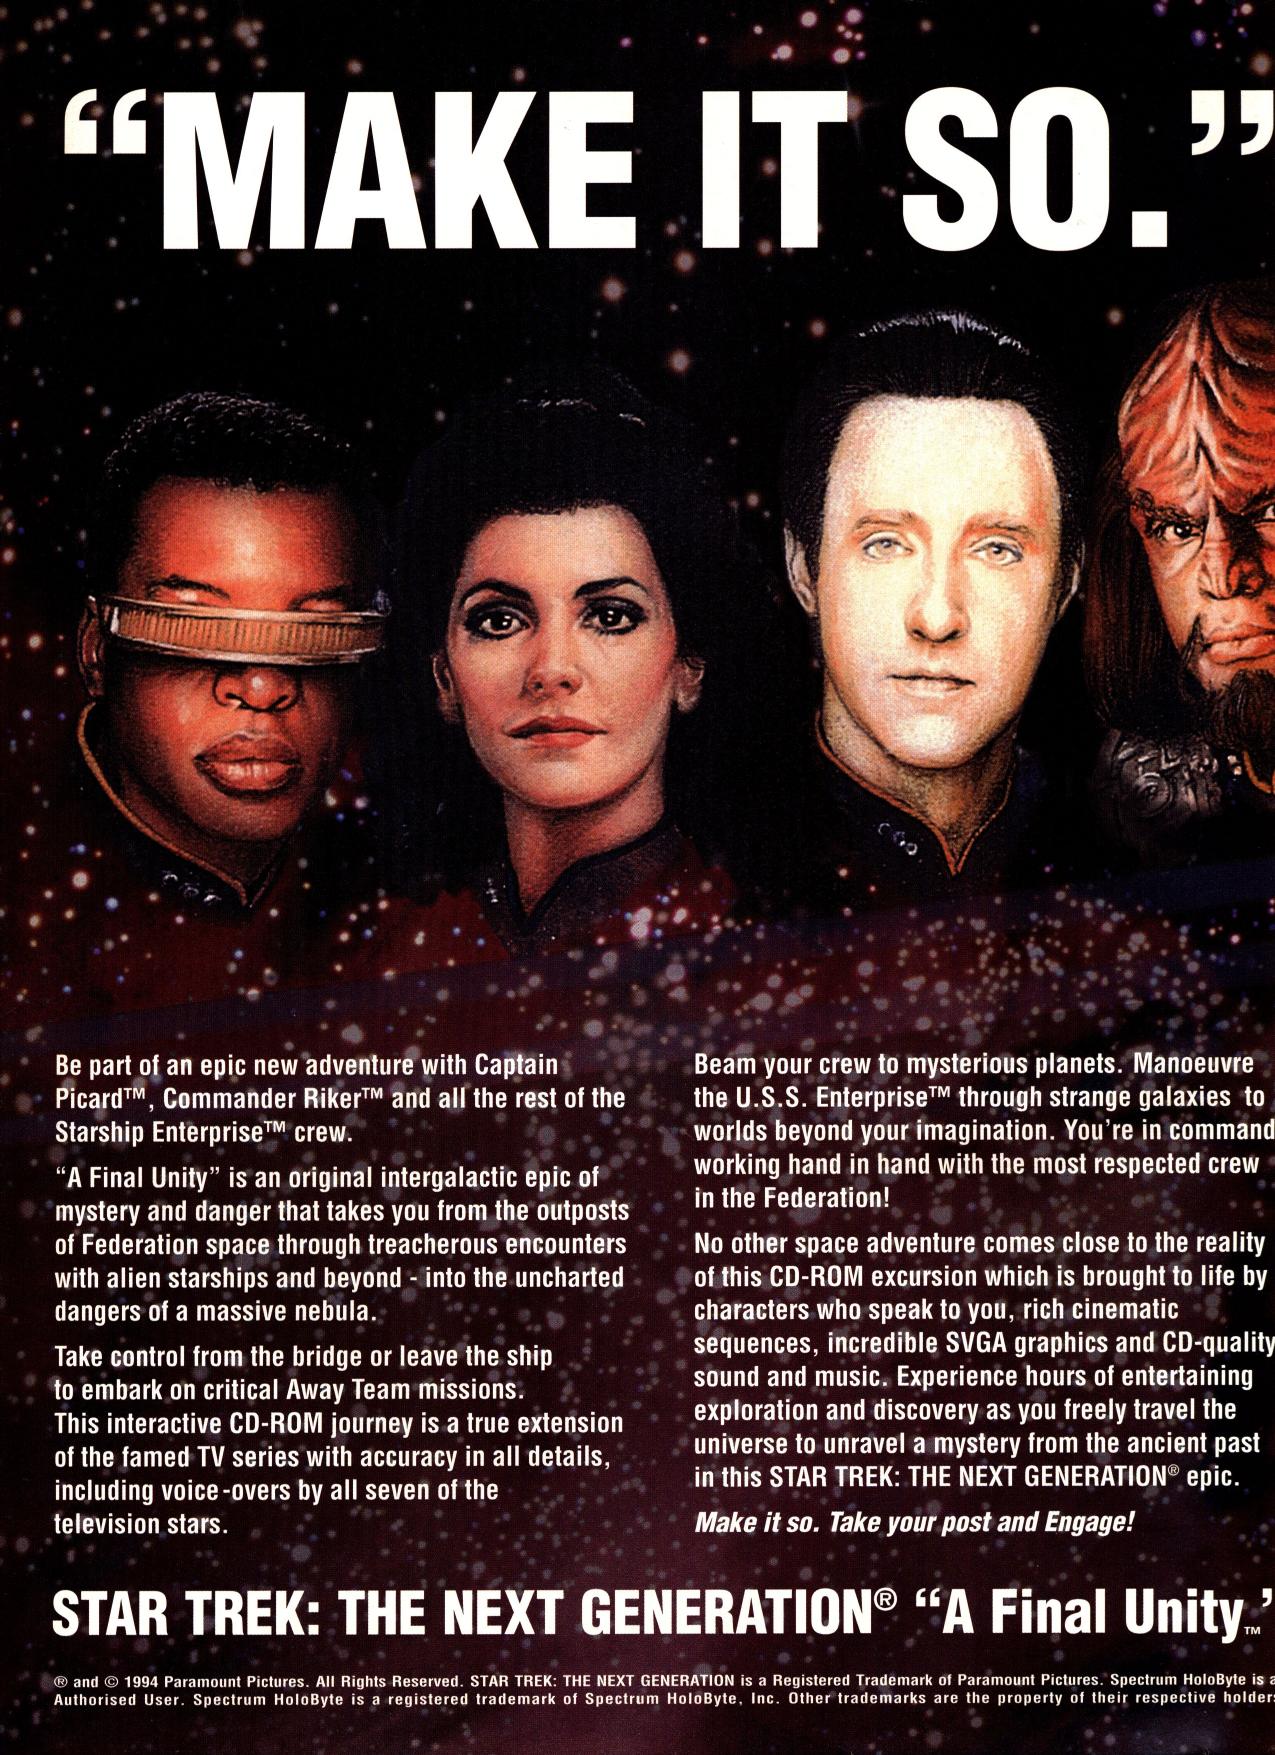 “MAKE IT SO.”
Be part of an epic new adventure with Captain
Picard™, Commander Riker™ and all the rest of the
Starship Enterprise™ crew.
“A Final Unity” is an original intergalactic epic of
mystery and danger that takes you from the outposts
of Federation space through treacherous encounters
with alien starships and beyond - into the uncharted
dangers of a massive nebula.
Take control from the bridge or leave the ship
to embark on critical Away Team missions.
This interactive CD-ROM journey is a true extension
of the famed TV series with accuracy in all details,
including voice-overs by all seven of the
television stars.
Beam your crew to mysterious planets. Manoeuvre
the U.S.S. Enterprise™ through strange galaxies to
worlds beyond your imagination. You’re in command
working hand in hand with the most respected crew
in the Federation!
No other space adventure comes close to the reality
of this CD-ROM excursion which is brought to life by
characters who speak to you, rich cinematic
sequences, incredible SVGA graphics and CD-quality
sound and music. Experience hours of entertaining
exploration and discovery as you freely travel the
universe to unravel a mystery from the ancient past
in this STAR TREK: THE NEXT GENERATION® epic.
Make it so. Take your post and Engage!
STAR TREK: THE NEXT GENERATION® “A Final Unity™”
® and © 1994 Paramount Pictures. All Rights Reserved. STAR TREK: THE NEXT GENERATION is a Registered Trademark of Paramount Pictures. Spectrum HoloByte is a
Authorised User. Spectrum HoloByte is a registered trademark of Spectrum HoloByte, Inc. Other trademarks are the property of their respective holders